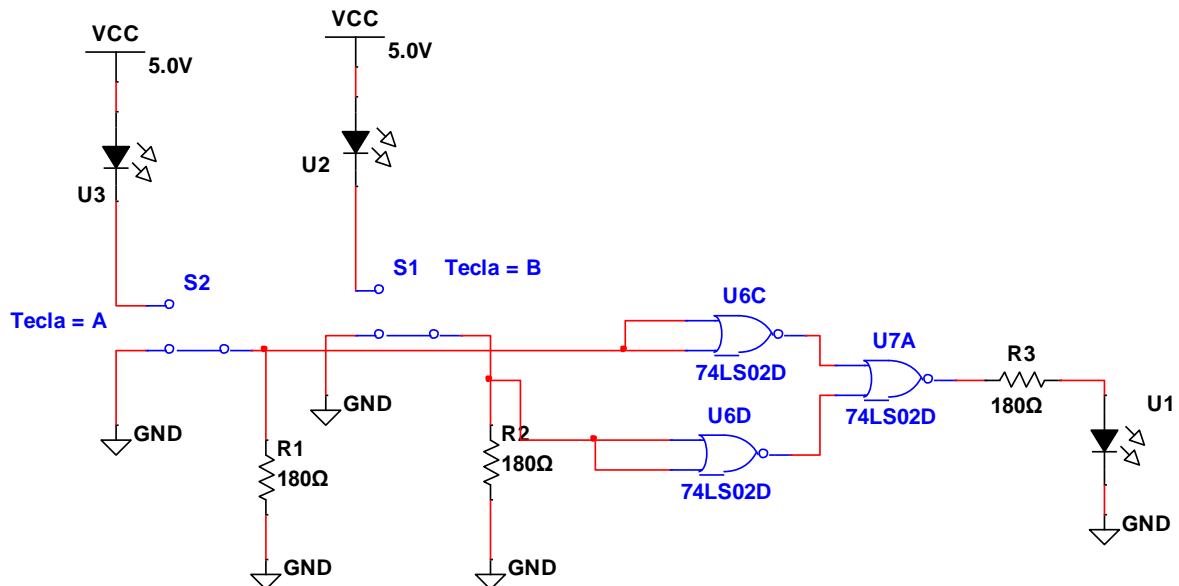 VCC
5.0V
VCC
5.0V
U3
U2
S2
S1 Tecla = B
Tecla = A
U6C
74LS02D
U7A
74LS02D
R3
180Ω
U1
GND
GND
R1
180Ω
R2
180Ω
U6D
74LS02D
GND
GND
GND